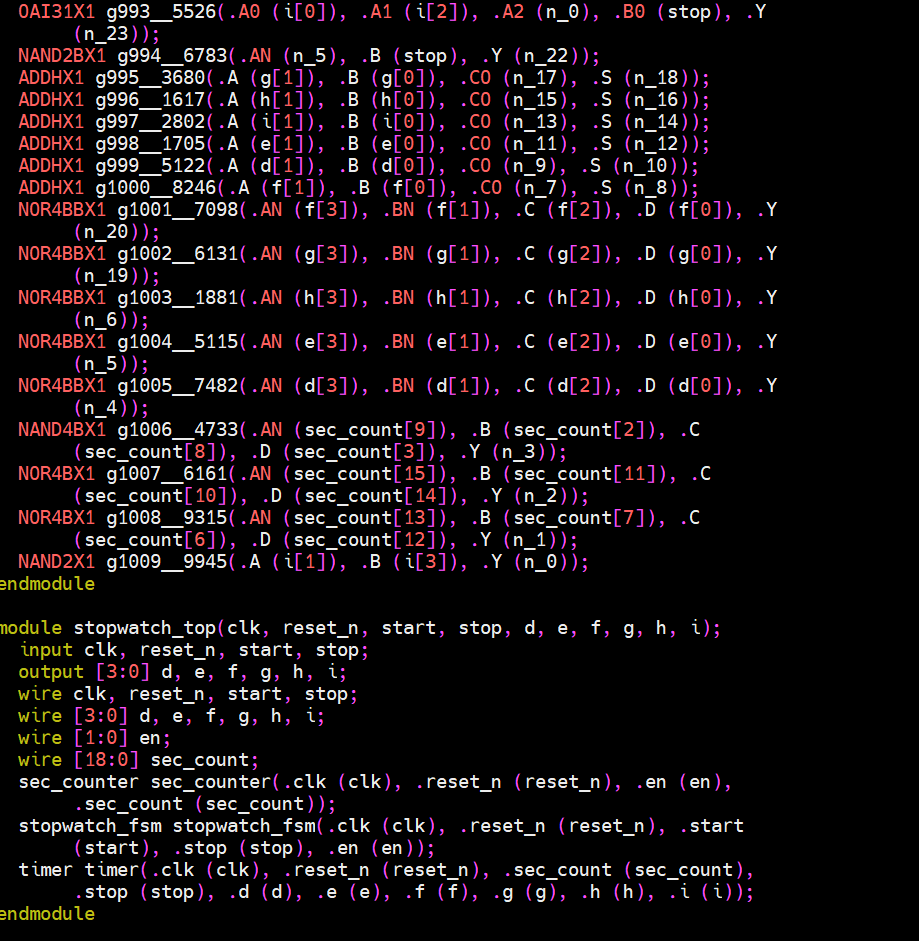 OAI31X1 g993__5526(.A0 (i[0]), .A1 (i[2]), .A2 (n_0), .B0 (stop), .Y
(n_23));
NAND2BX1 g994__6783(.AN (n_5), .B (stop), .Y (n_22));
ADDHX1 g995__3680(.A (g[1]), .B (g[0]), .CO (n_17), .S (n_18));
ADDHX1 g996__1617(.A (h[1]), .B (h[0]), .CO (n_15), .S (n_16));
ADDHX1 g997__2802(.A (i[1]), .B (i[0]), .CO (n_13), .S (n_14));
ADDHX1 g998__1705(.A (e[1]), .B (e[0]), .CO (n_11), .S (n_12));
ADDHX1 g999__5122(.A (d[1]), .B (d[0]), .CO (n_9), .S (n_10));
ADDHX1 g1000__8246(.A (f[1]), .B (f[0]), .CO (n_7), .S (n_8));
NOR4BBX1 g1001__7098(.AN (f[3]), .BN (f[1]), .C (f[2]), .D (f[0]), .Y
(n_20));
NOR4BBX1 g1002__6131(.AN (g[3]), .BN (g[1]), .C (g[2]), .D (g[0]), .Y
(n_19));
NOR4BBX1 g1003__1881(.AN (h[3]), .BN (h[1]), .C (h[2]), .D (h[0]), .Y
(n_6));
NOR4BBX1 g1004__5115(.AN (e[3]), .BN (e[1]), .C (e[2]), .D (e[0]), .Y
(n_5));
NOR4BBX1 g1005__7482(.AN (d[3]), .BN (d[1]), .C (d[2]), .D (d[0]), .Y
(n_4));
NAND4BX1 g1006__4733(.AN (sec_count[9]), .B (sec_count[2]), .C
(sec_count[8]), .D (sec_count[3]), .Y (n_3));
NOR4BX1 g1007__6161(.AN (sec_count[15]), .B (sec_count[11]), .C
(sec_count[10]), .D (sec_count[14]), .Y (n_2));
NOR4BX1 g1008__9315(.AN (sec_count[13]), .B (sec_count[7]), .C
(sec_count[6]), .D (sec_count[12]), .Y (n_1));
NAND2X1 g1009__9945(.A (i[1]), .B (i[3]), .Y (n_0));
endmodule
module stopwatch_top(clk, reset_n, start, stop, d, e, f, g, h, i);
input clk, reset_n, start, stop;
output [3:0] d, e, f, g, h, i;
wire clk, reset_n, start, stop;
wire [3:0] d, e, f, g, h, i;
wire [1:0] en;
wire [18:0] sec_count;
sec_counter sec_counter(.clk (clk), .reset_n (reset_n), .en (en),
.sec_count (sec_count));
stopwatch_fsm stopwatch_fsm(.clk (clk), .reset_n (reset_n), .start
(start), .stop (stop), .en (en));
timer timer(.clk (clk), .reset_n (reset_n), .sec_count (sec_count),
.stop (stop), .d (d), .e (e), .f (f), .g (g), .h (h), .i (i));
endmodule